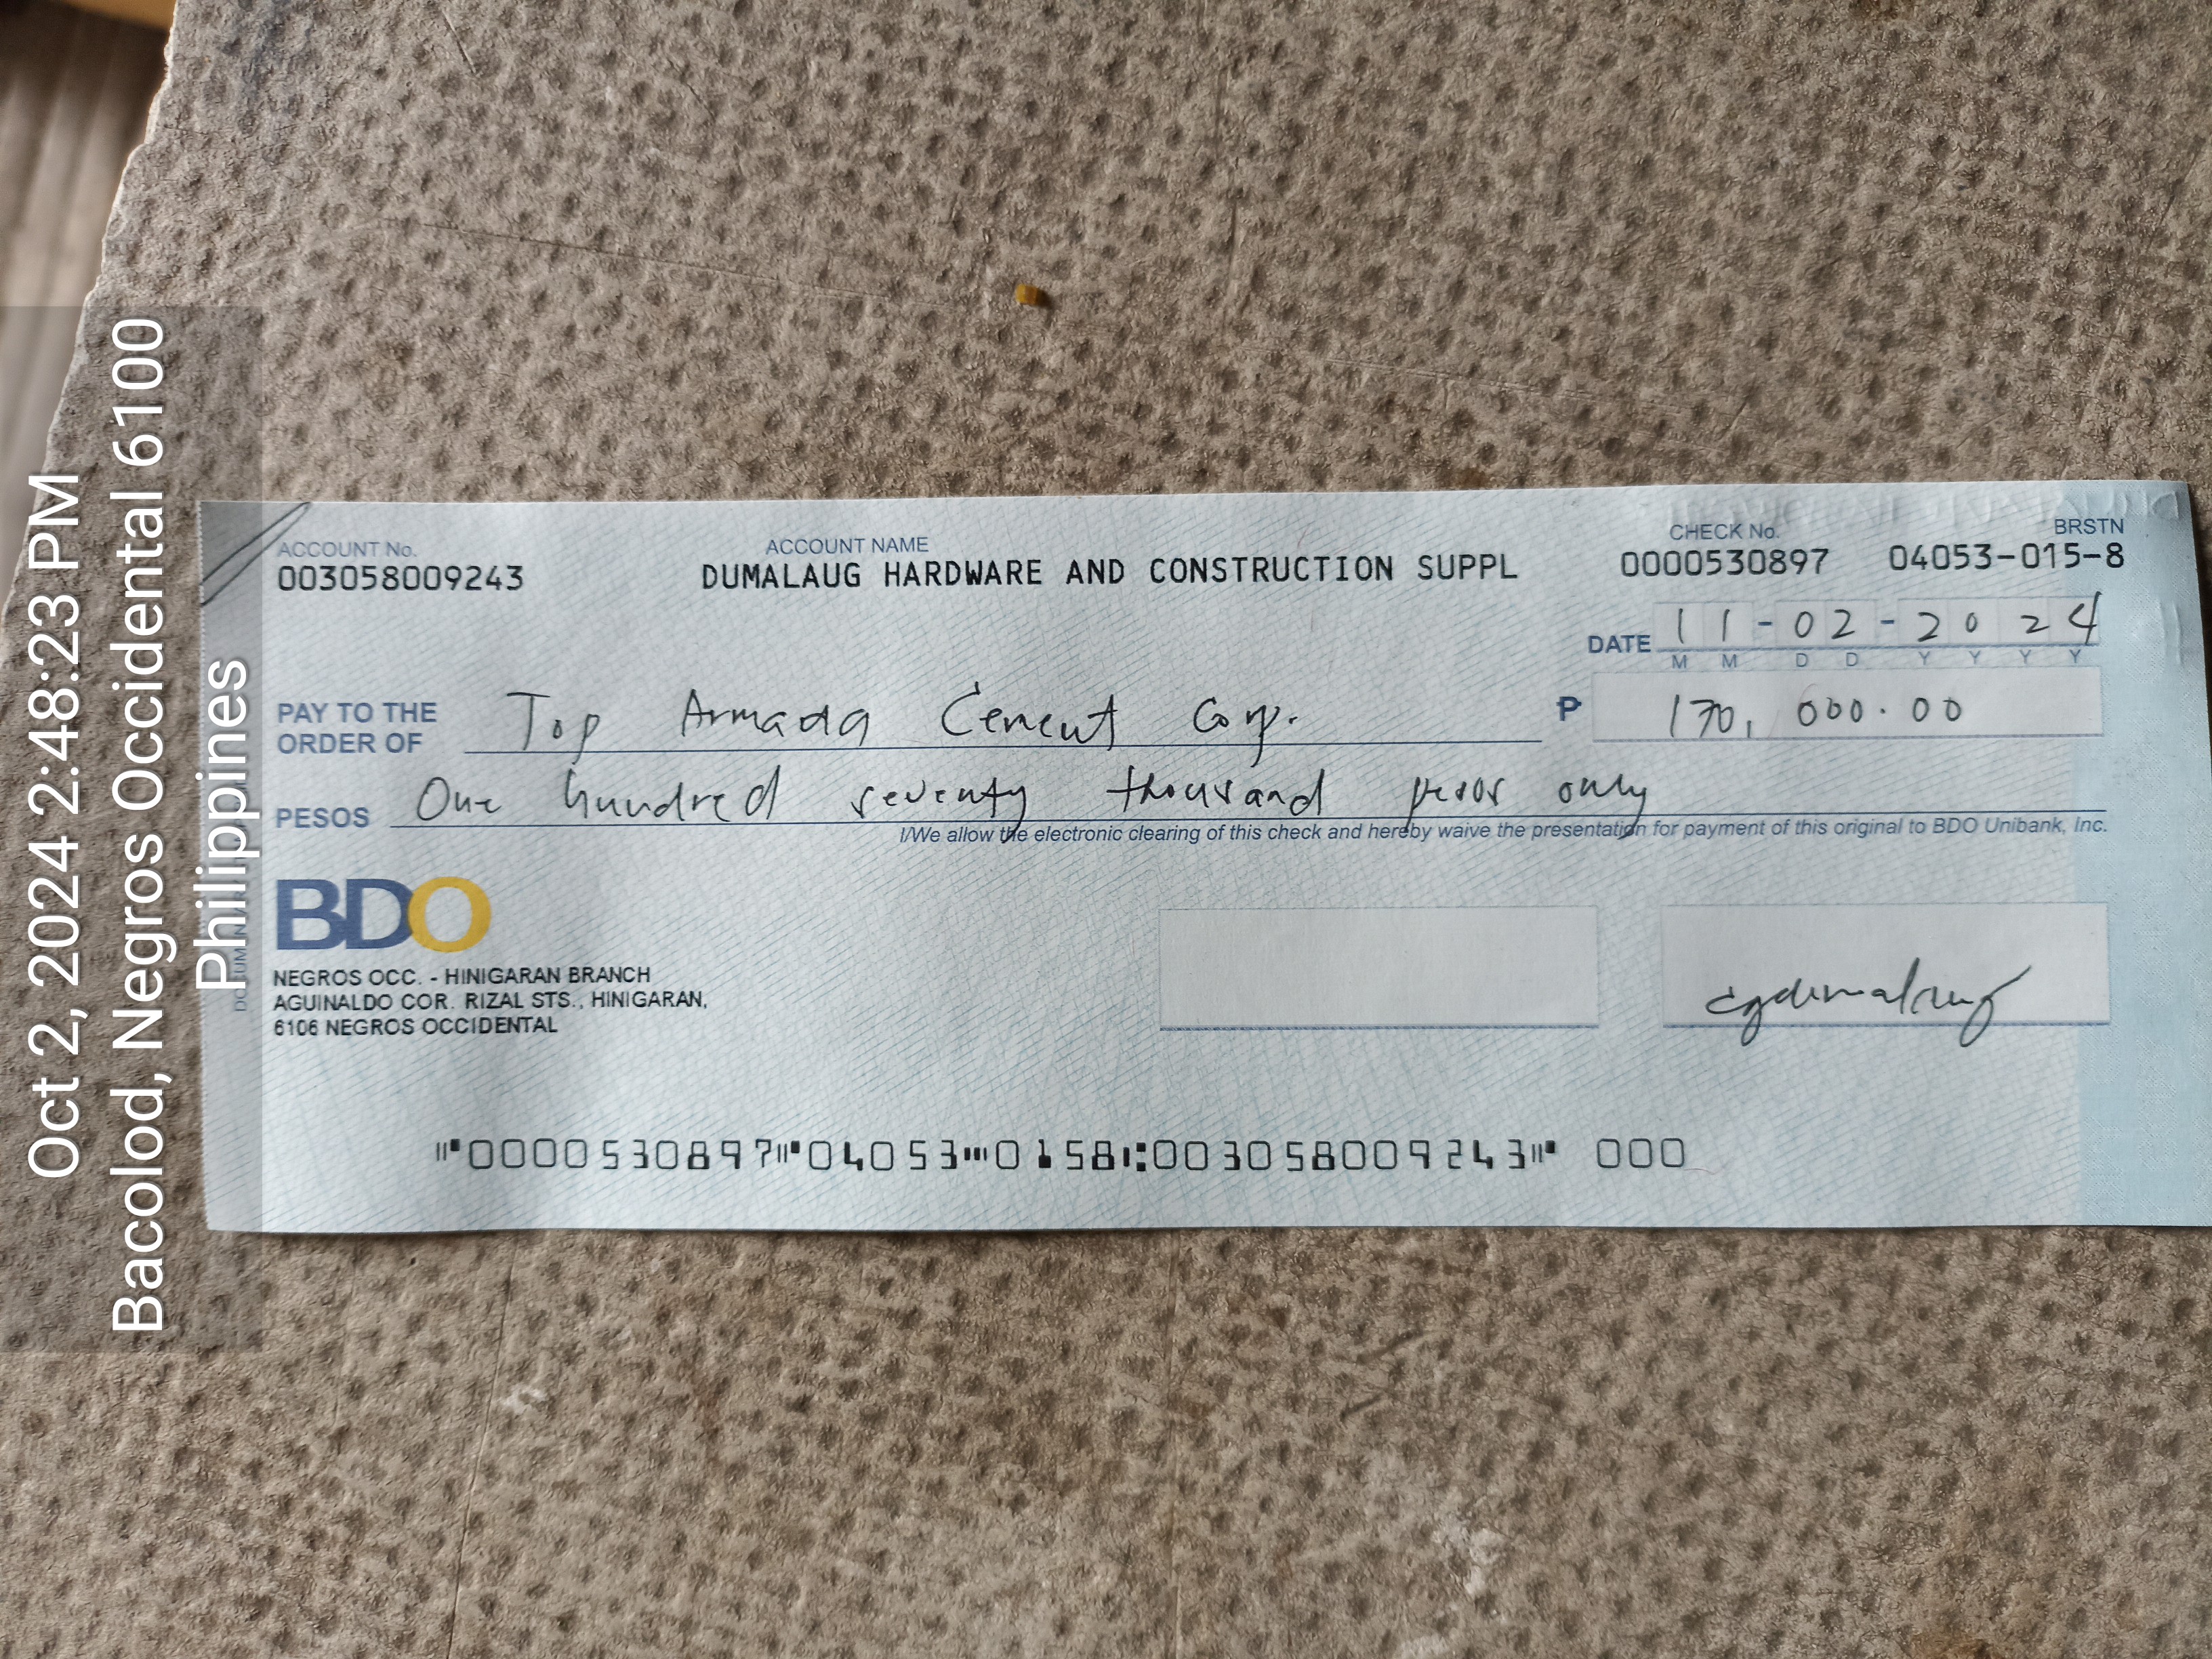 ACCOUNT No.
003058009243
ACCOUNT NAME
DUMALAUG HARDWARE AND CONSTRUCTION SUPPL
CHECK No.
0000530897
BRSTN
04053-015-8
DATE 11-02-2024
M M D D Y Y Y Y
PAY TO THE
ORDER OF Top Armada Cement Corp.
₱ 170,000.00
PESOS One hundred seventy thousand pesos only
I/We allow the electronic clearing of this check and hereby waive the presentation for payment of this original to BDO Unibank, Inc.
BDO
NEGROS OCC. - HINIGARAN BRANCH
AGUINALDO COR. RIZAL STS., HINIGARAN,
6106 NEGROS OCCIDENTAL
⑈0000530897⑈04053⑉0158⑆003058009243⑈ 000
Oct 2, 2024 2:48:23 PM
Bacolod, Negros Occidental 6100
Philippines